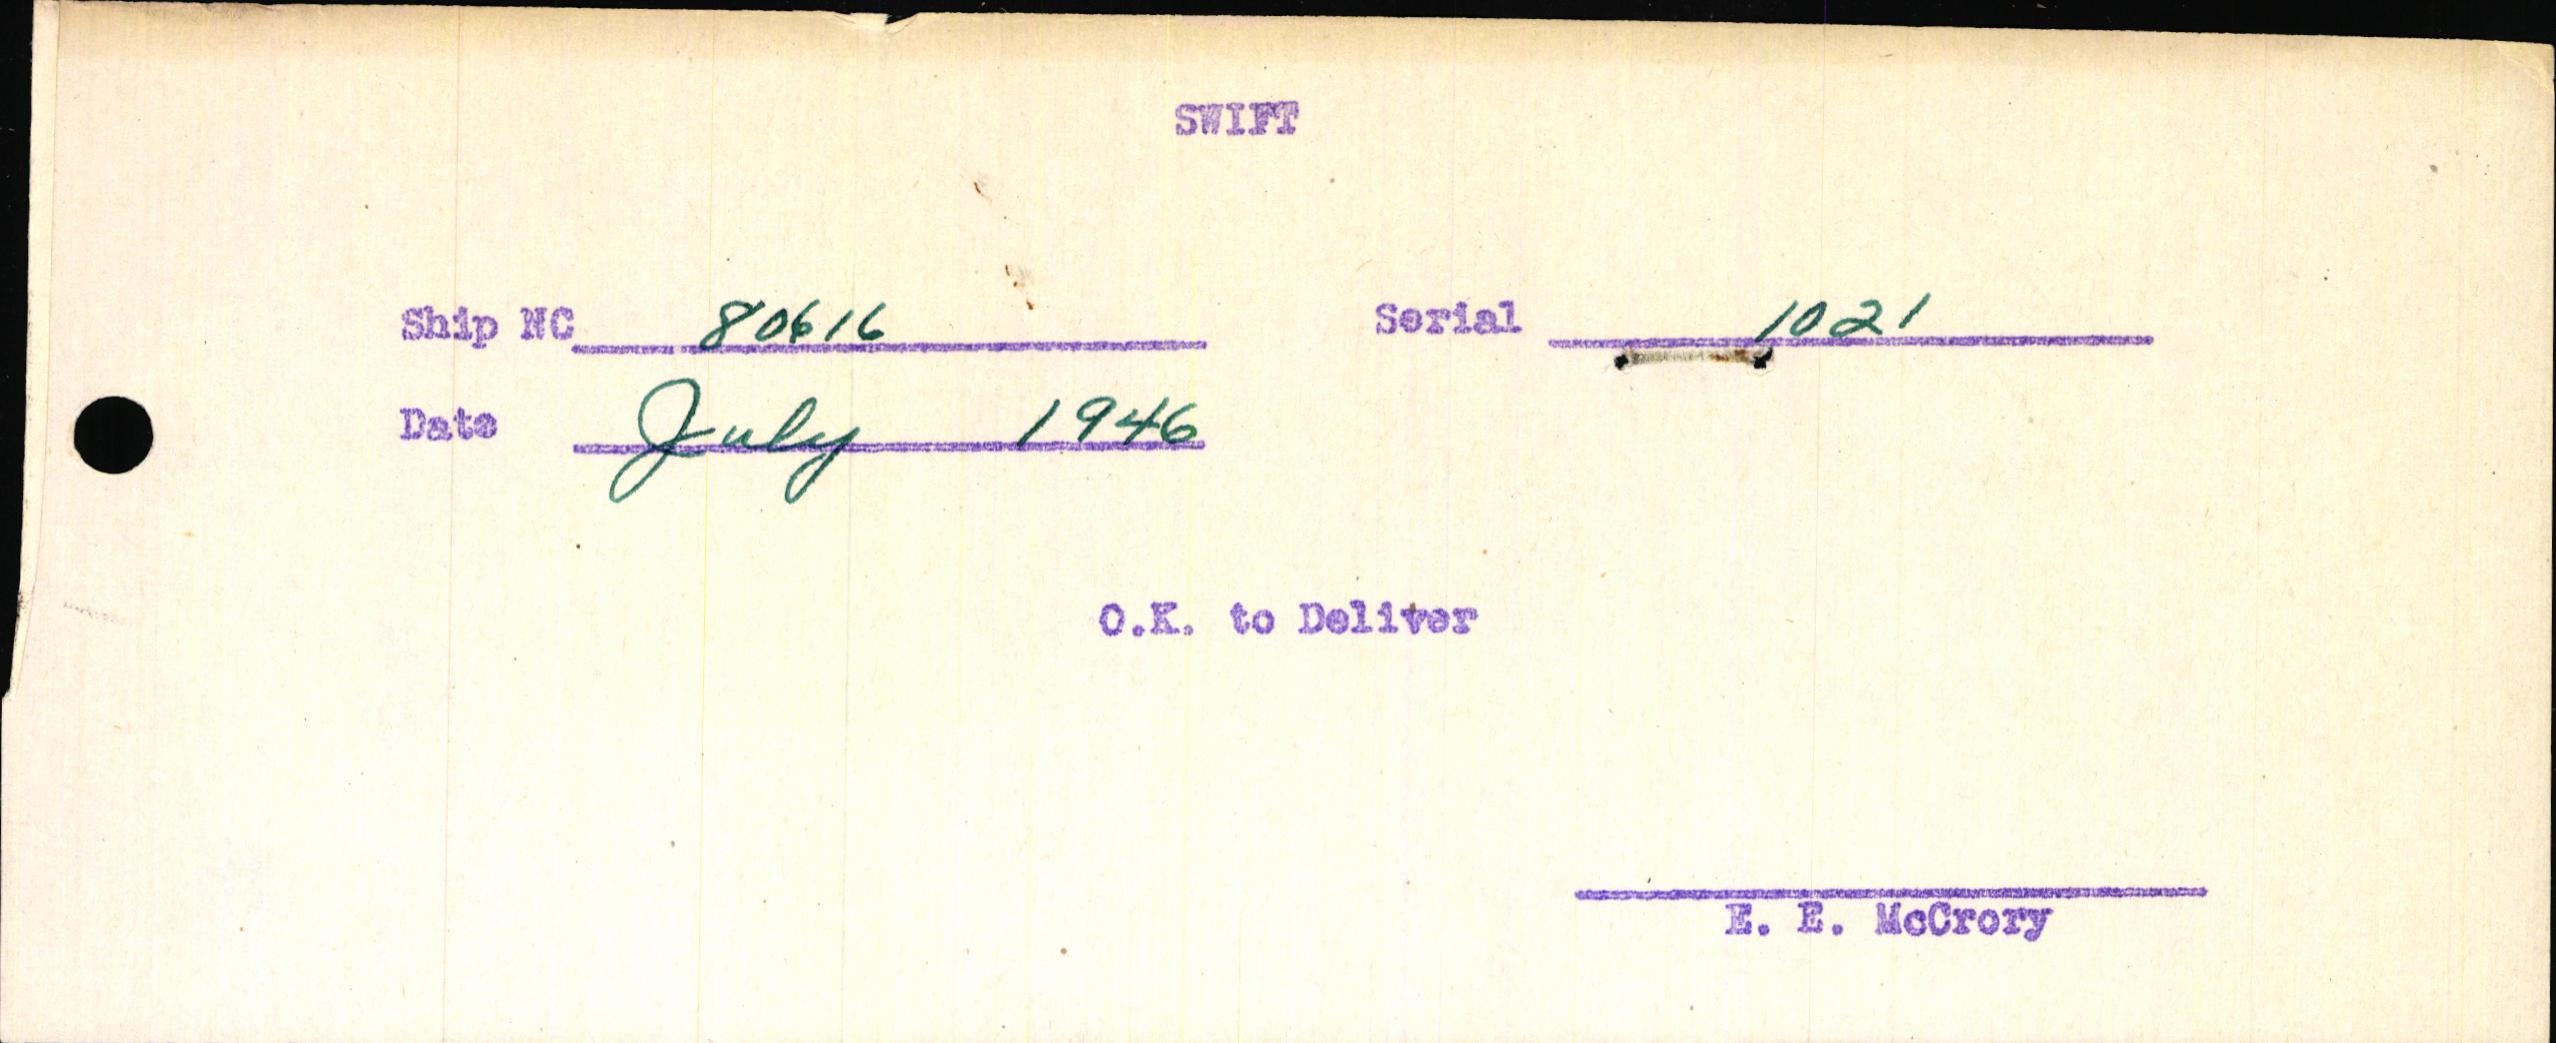 SWIFT
Ship NC 80616 Serial 1021
Date July 1946
O.K. to Deliver
E. E. McCrory